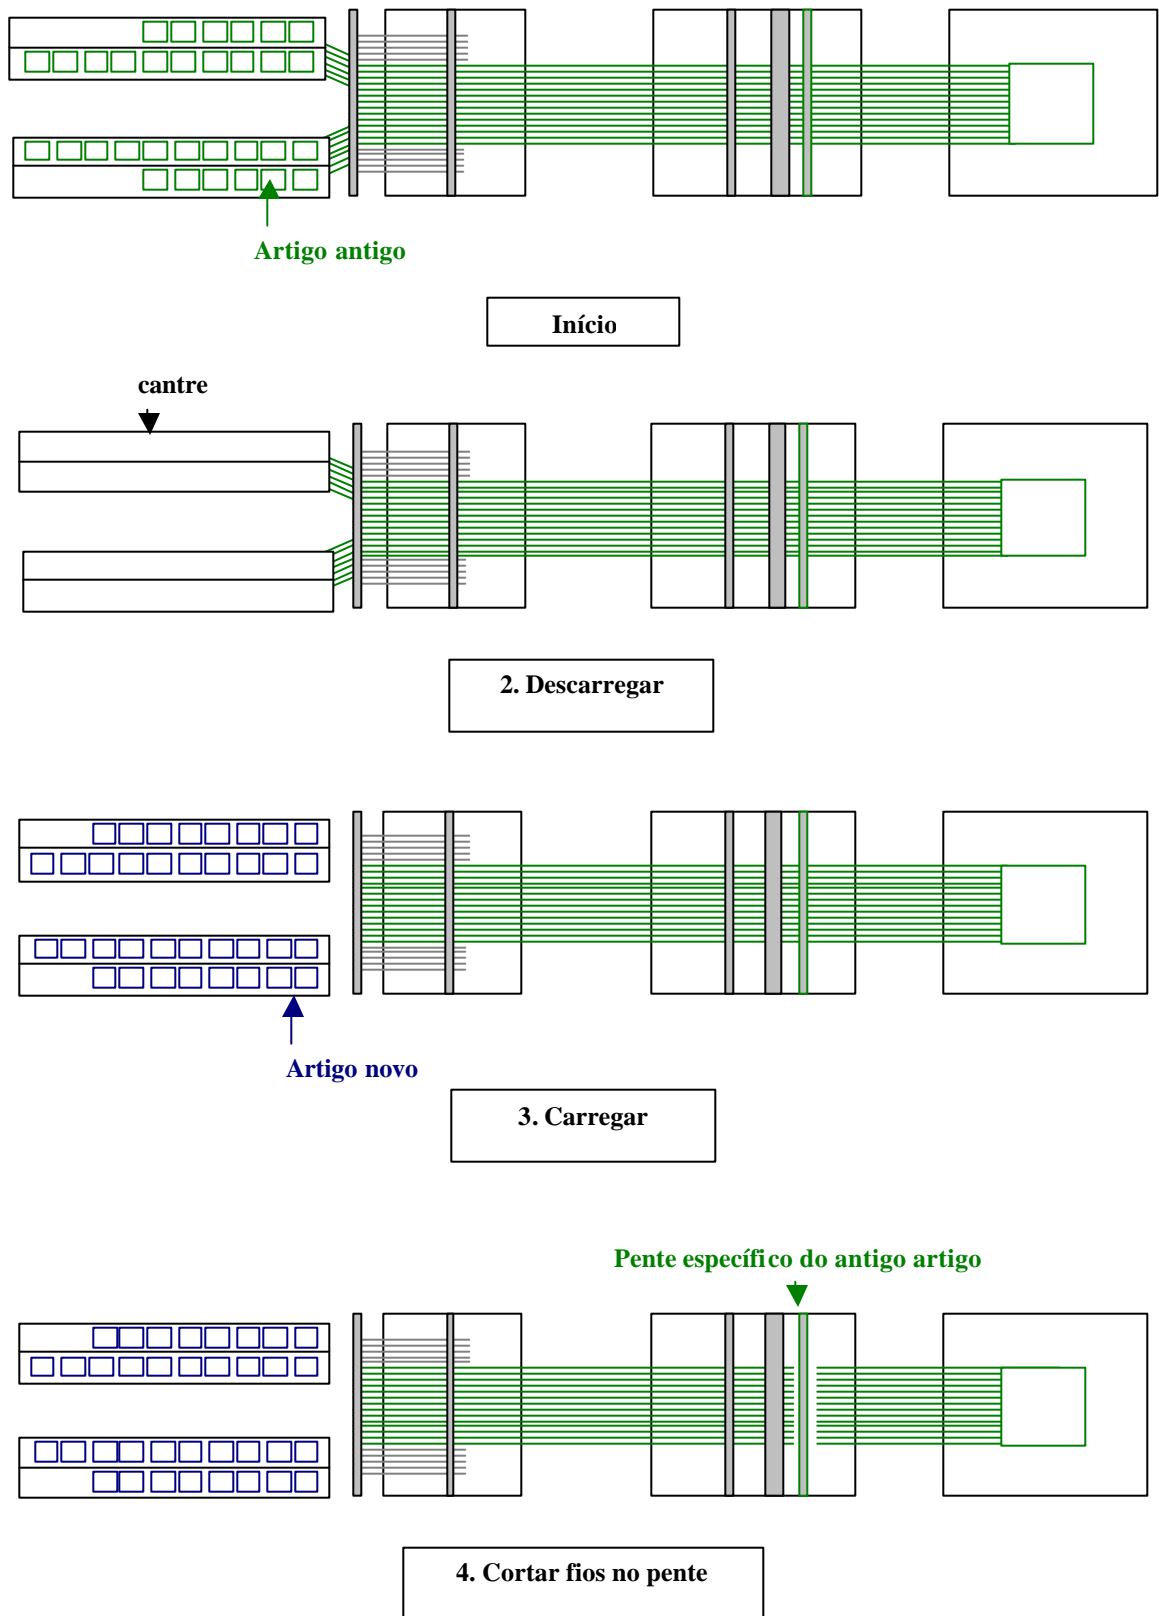 Artigo antigo
Início
cantre
2. Descarregar
Artigo novo
3. Carregar
Pente específico do antigo artigo
4. Cortar fios no pente